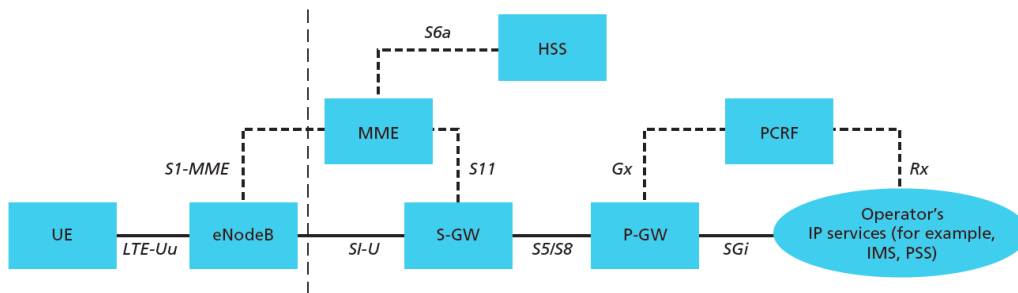 S6a
HSS
MME
PCRF
S1-MME
S11
Gx
Rx
UE
LTE-Uu
eNodeB
SI-U
S-GW
S5/S8
P-GW
SGi
Operator's
IP services (for example,
IMS, PSS)